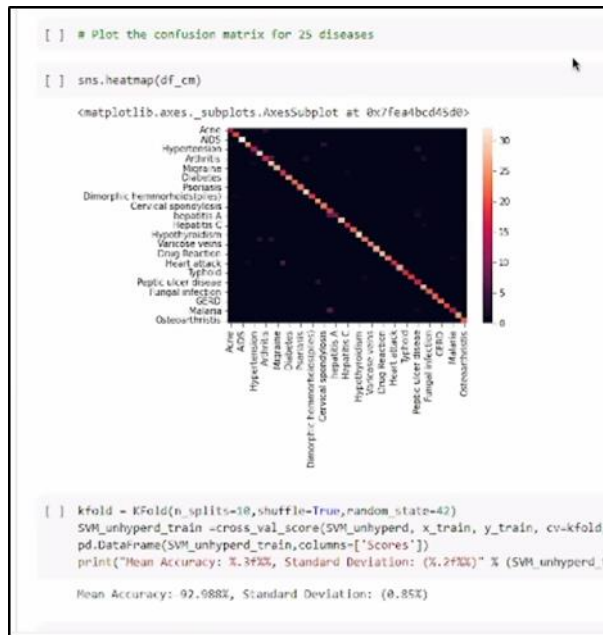 [ ] # Plot the confusion matrix for 25 diseases
[ ] sns.heatmap(df_cm)
<matplotlib.axes._subplots.AxesSubplot at 0x7fea4bcd45d0>
Acne
AIDS
Hypertension
Arthritis
Migraine
Diabetes
Psoriasis
Dimorphic hemmorhoids(piles)
Cervical spondylosis
hepatitis A
Hepatitis C
Hypothyroidism
Varicose veins
Drug Reaction
Heart attack
Typhoid
Peptic ulcer disease
Fungal infection
GERD
Malaria
Osteoarthristis
30
25
20
15
10
5
0
Acne
AIDS
Hypertension
Arthritis
Migraine
Diabetes
Psoriasis
Dimorphic hemmorhoids(piles)
Cervical spondylosis
hepatitis A
Hepatitis C
Hypothyroidism
Varicose veins
Drug Reaction
Heart attack
Typhoid
Peptic ulcer disease
Fungal infection
GERD
Malaria
Osteoarthristis
[ ] kfold = KFold(n_splits=10,shuffle=True,random_state=42)
SVM_unhyperd_train =cross_val_score(SVM_unhyperd, x_train, y_train, cv=kfold
pd.DataFrame(SVM_unhyperd_train,columns=['Scores'])
print("Mean Accuracy: %.3f%%, Standard Deviation: (%.2f%%)" % (SVM_unhyperd_
Mean Accuracy: 92.988%, Standard Deviation: (0.85%)